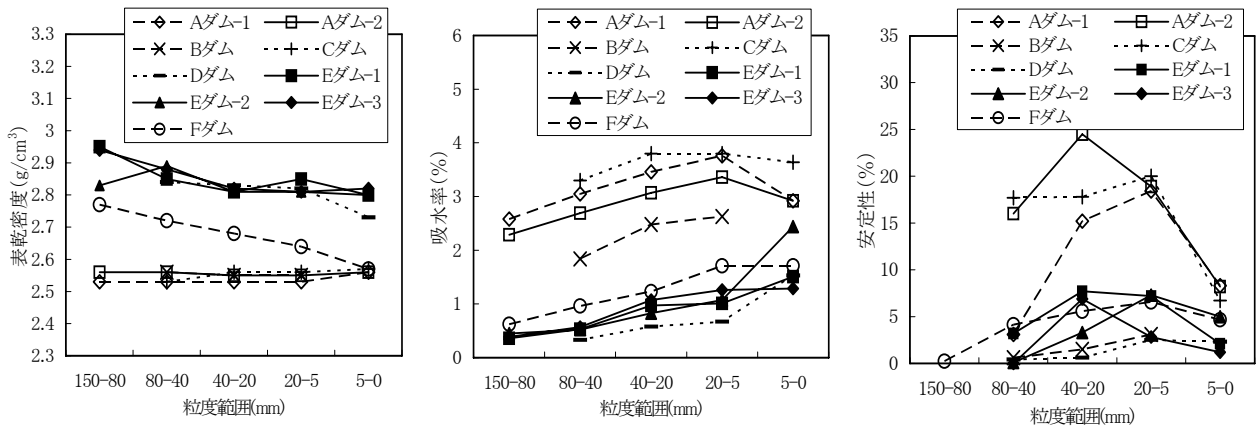 Aダム-1 Aダム-2
Bダム Cダム
Dダム Eダム-1
Eダム-2 Eダム-3
Fダム
3.3
3.2
3.1
3
2.9
2.8
2.7
2.6
2.5
2.4
2.3
表乾密度(g/cm³)
150-80 80-40 40-20 20-5 5-0
粒度範囲(mm)
Aダム-1 Aダム-2
Bダム Cダム
Dダム Eダム-1
Eダム-2 Eダム-3
Fダム
6
5
4
3
2
1
0
吸水率(%)
150-80 80-40 40-20 20-5 5-0
粒度範囲(mm)
Aダム-1 Aダム-2
Bダム Cダム
Dダム Eダム-1
Eダム-2 Eダム-3
Fダム
35
30
25
20
15
10
5
0
安定性(%)
150-80 80-40 40-20 20-5 5-0
粒度範囲(mm)